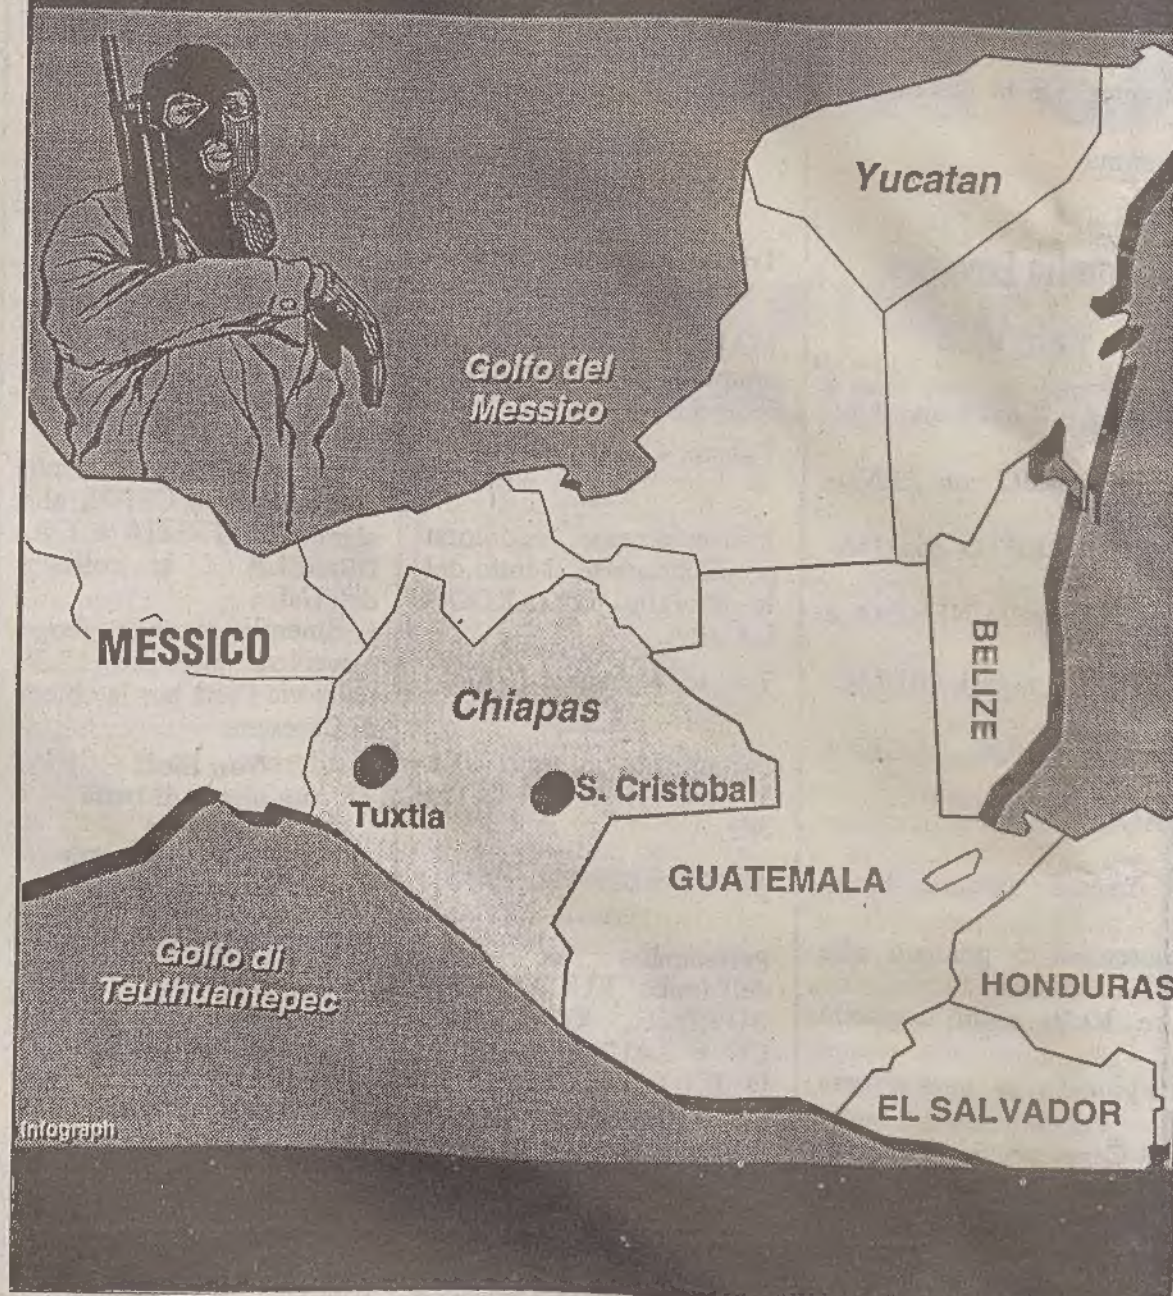 Yucatan
Golfo del
Messico
MESSICO
BELIZE
Chiapas
S. Cristobal
Tuxtla
GUATEMALA
Golfo di
Teuthuantepec
HONDURAS
EL SALVADOR
Infograph